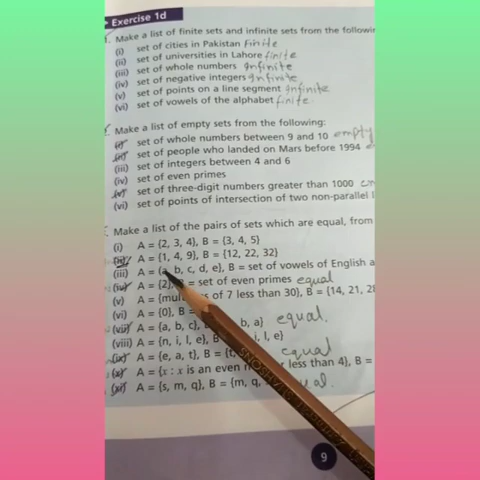 Exercise 1d
Make a list of finite sets and infinite sets from the
(i) set of cities in Pakistan finite
(ii) set of universities in Lahore finite
(iii) set of whole numbers infinite
(iv) set of negative integers infinite
(v) set of points on a line segment infinite
(vi) set of vowels of the alphabet finite
Make a list of empty sets from the following:
(i) set of whole numbers between 9 and 10 empty
(ii) set of people who landed on Mars before 1994
(iii) set of integers between 4 and 6
(iv) set of even primes
(v) set of three-digit numbers greater than 1000
(vi) set of points of intersection of two non-parallel
Make a list of the pairs of sets which are equal, from
(i) A = {2, 3, 4}, B = {3, 4, 5}
(ii) A = {1, 4, 9}, B = {12, 22, 32}
(iii) A = {a, b, c, d, e}, B = set of vowels of English
(iv) A = {2}, B = set of even primes equal
(v) A = of 7 less than 30}, B = {14, 21,
(vi) A = {0}, B =
(vii) A = {a, b, c}, b, a} equal.
(viii) A = {n, i, l, e}, i, l, e}
(ix) A = {e, a, t}, B = equal
(x) A = {x : x is an even less than 4}, B =
(xi) A = {s, m, q}, B = {m, q,
9